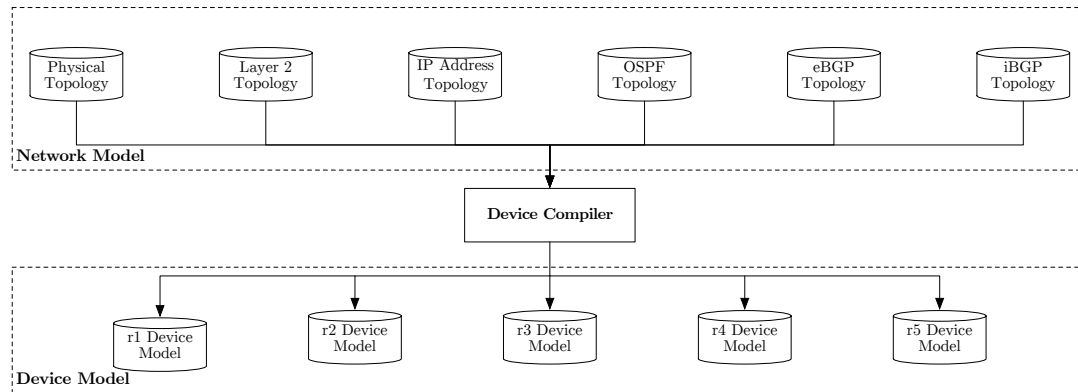 Physical
Topology
Layer 2
Topology
IP Address
Topology
OSPF
Topology
eBGP
Topology
iBGP
Topology
Network Model
Device Compiler
r1 Device
Model
r2 Device
Model
r3 Device
Model
r4 Device
Model
r5 Device
Model
Device Model